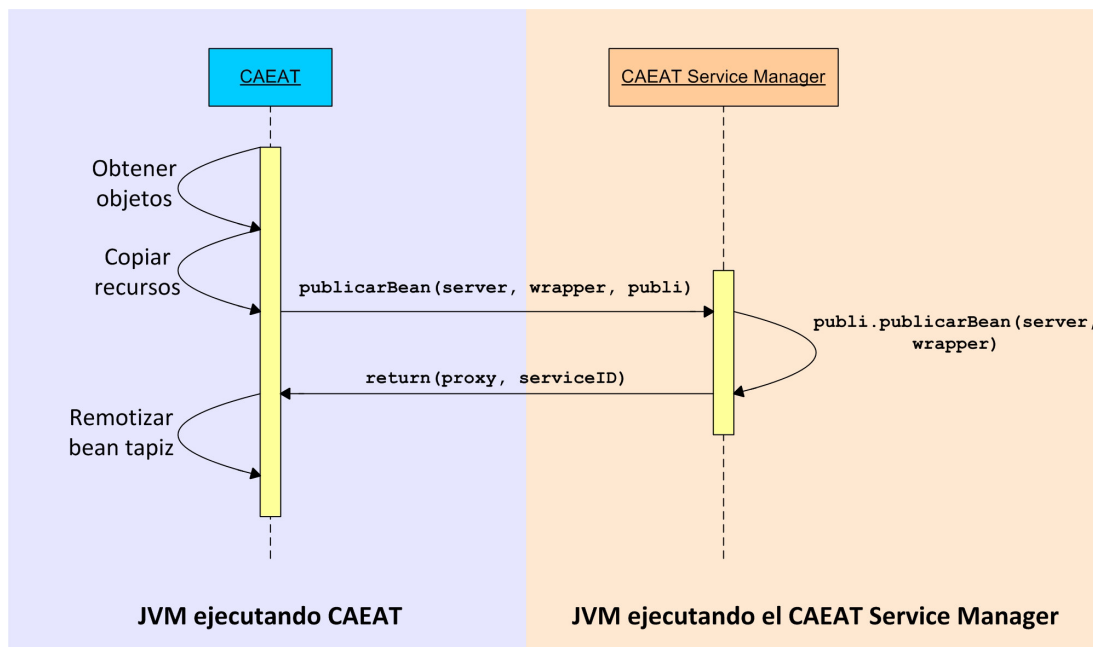 CAEAT
CAEAT Service Manager
Obtener
objetos
Copiar
recursos
publicarBean(server, wrapper, publi)
publi.publicarBean(server,
wrapper)
return(proxy, serviceID)
Remotizar
bean tapiz
JVM ejecutando CAEAT
JVM ejecutando el CAEAT Service Manager